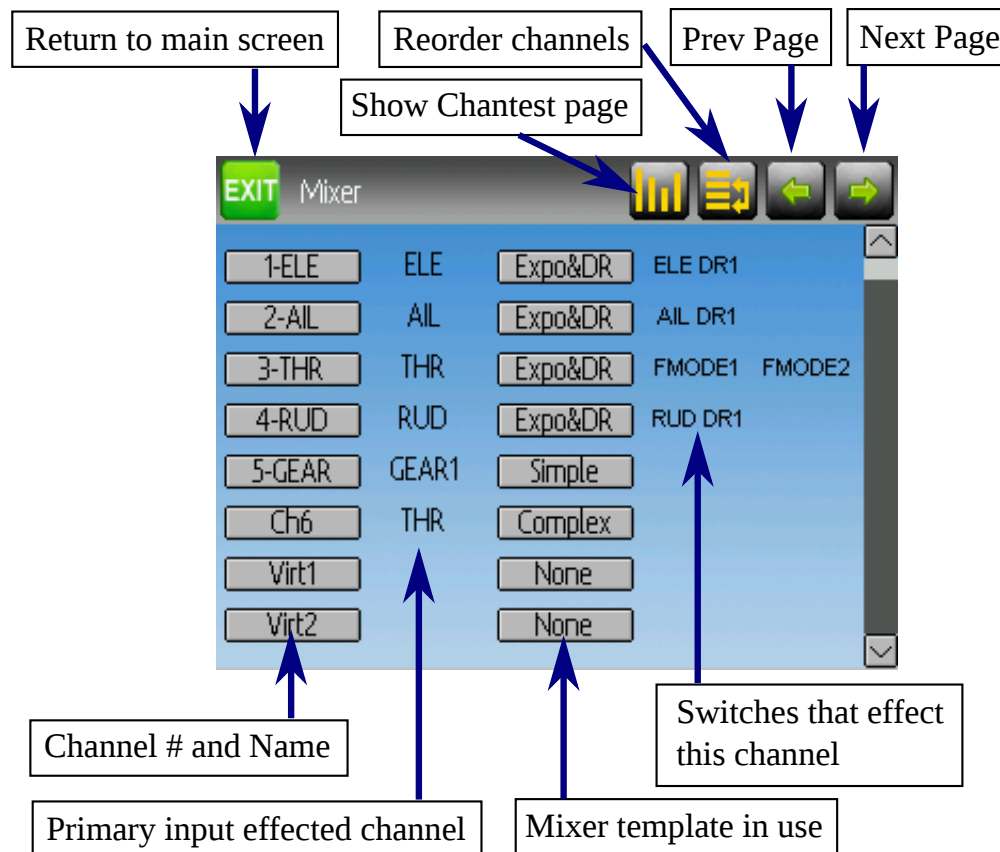 Return to main screen
Reorder channels
Prev Page
Next Page
Show Chantest page
EXIT Mixer
1-ELE ELE Expo&DR ELE DR1
2-AIL AIL Expo&DR AIL DR1
3-THR THR Expo&DR FMODE1 FMODE2
4-RUD RUD Expo&DR RUD DR1
5-GEAR GEAR1 Simple
Ch6 THR Complex
Virt1 None
Virt2 None
Switches that effect
this channel
Channel # and Name
Primary input effected channel
Mixer template in use